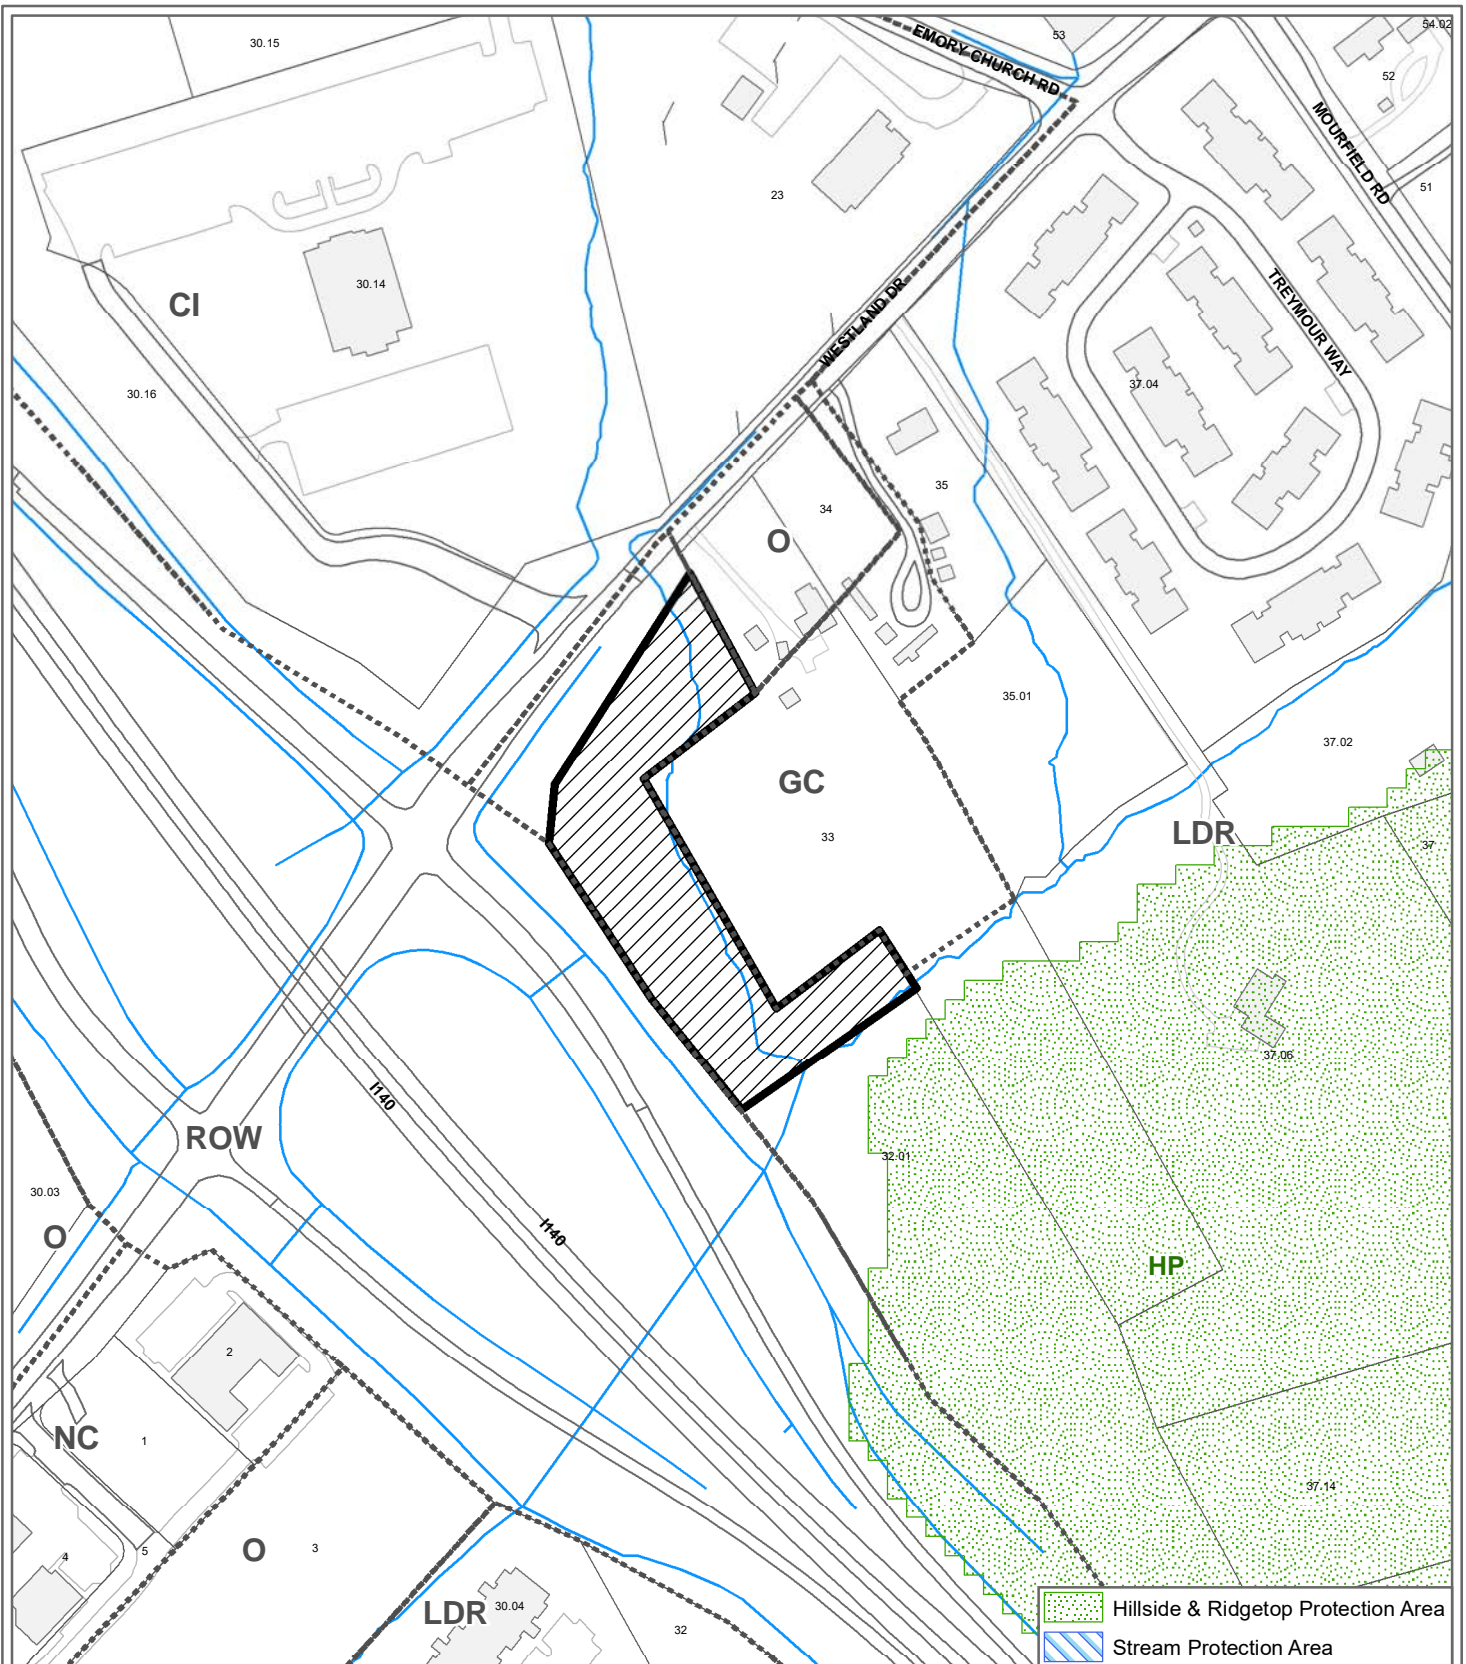 30.15
53
54.02
EMORY CHURCH RD
52
MOURFIELD RD
51
23
30.14
CI
WESTLAND DR
TREYMOUR WAY
30.16
37.04
35
34
O
35.01
37.02
GC
33
LDR
37
37.06
I140
ROW
32.01
30.03
O
I140
HP
2
NC
1
37.14
O
3
5
4
LDR
30.04
32
Hillside & Ridgetop Protection Area
Stream Protection Area